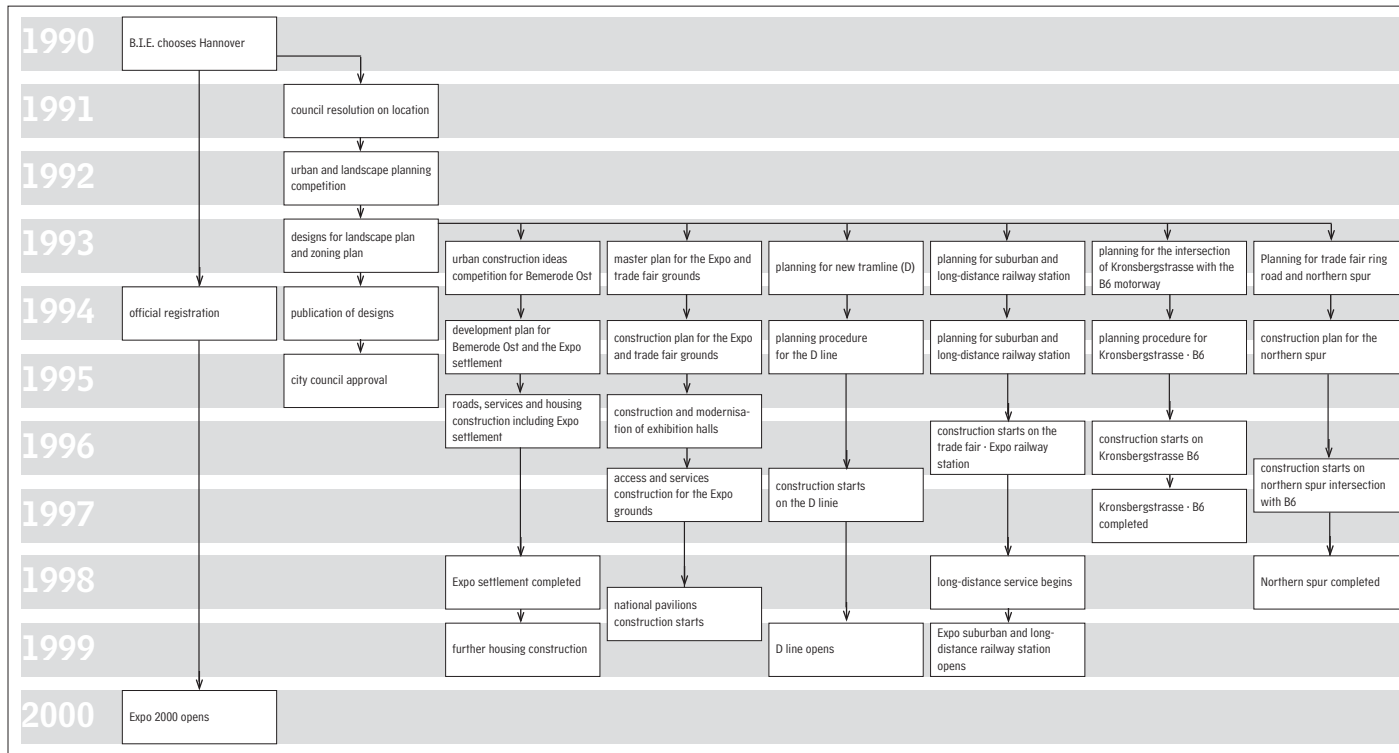 1990
B.I.E. chooses Hannover
1991
council resolution on location
1992
urban and landscape planning
competition
1993
designs for landscape plan
and zoning plan
urban construction ideas
competition for Bemerode Ost
master plan for the Expo and
trade fair grounds
planning for new tramline (D)
planning for suburban and
long-distance railway station
planning for the intersection
of Kronsbergstrasse with the
B6 motorway
Planning for trade fair ring
road and northern spur
1994
official registration
publication of designs
development plan for
Bemerode Ost and the Expo
settlement
construction plan for the Expo
and trade fair grounds
planning procedure
for the D line
planning for suburban and
long-distance railway station
planning procedure for
Kronsbergstrasse · B6
construction plan for the
northern spur
1995
city council approval
roads, services and housing
construction including Expo
settlement
construction and modernisa-
tion of exhibition halls
1996
construction starts on the
trade fair · Expo railway
station
construction starts on
Kronsbergstrasse B6
construction starts on
northern spur intersection
with B6
access and services
construction for the Expo
grounds
construction starts
on the D linie
1997
Kronsbergstrasse · B6
completed
1998
Expo settlement completed
national pavilions
construction starts
long-distance service begins
Northern spur completed
1999
further housing construction
D line opens
Expo suburban and long-
distance railway station
opens
2000
Expo 2000 opens